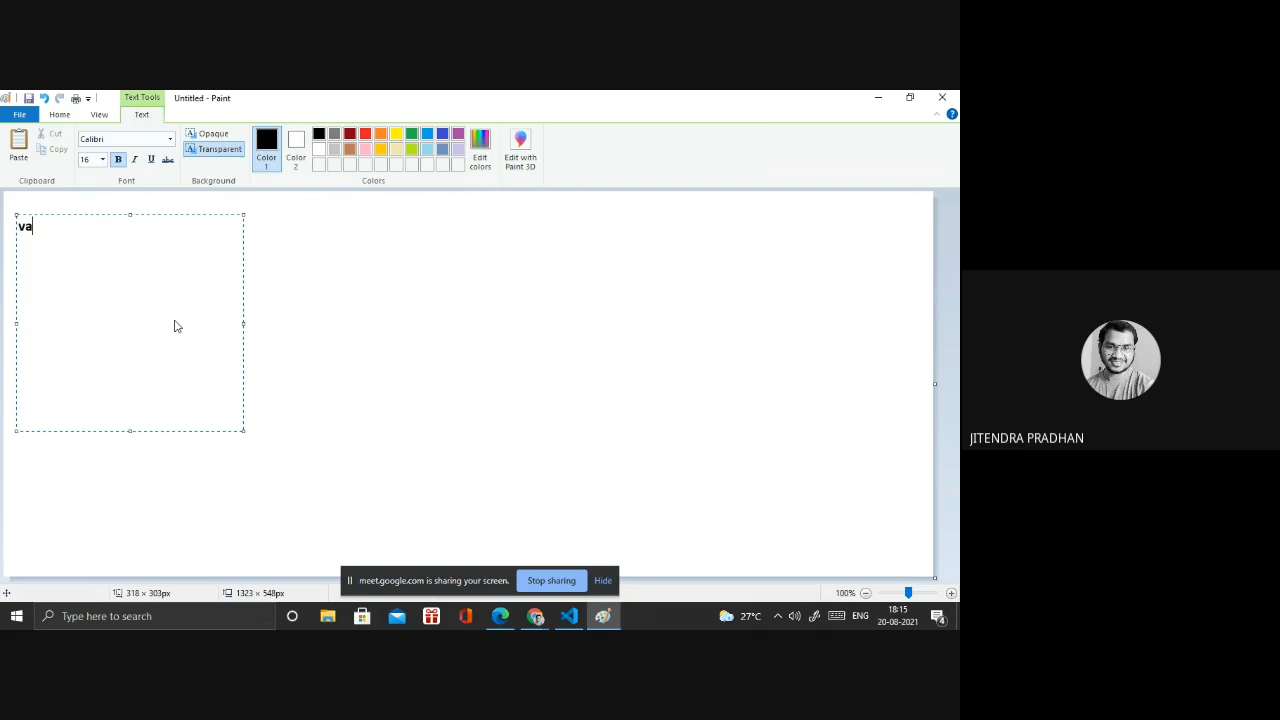 Text Tools
Untitled - Paint
File
Home
View
Text
Paste
Cut
Copy
Clipboard
Calibri
16
B
I
U
abc
Font
Opaque
Transparent
Background
Color
1
Color
2
Edit
colors
Colors
Edit with
Paint 3D
va
meet.google.com is sharing your screen.
Stop sharing
Hide
318 × 303px
1323 × 548px
100%
Type here to search
27°C
ENG
18:15
20-08-2021
4
JITENDRA PRADHAN